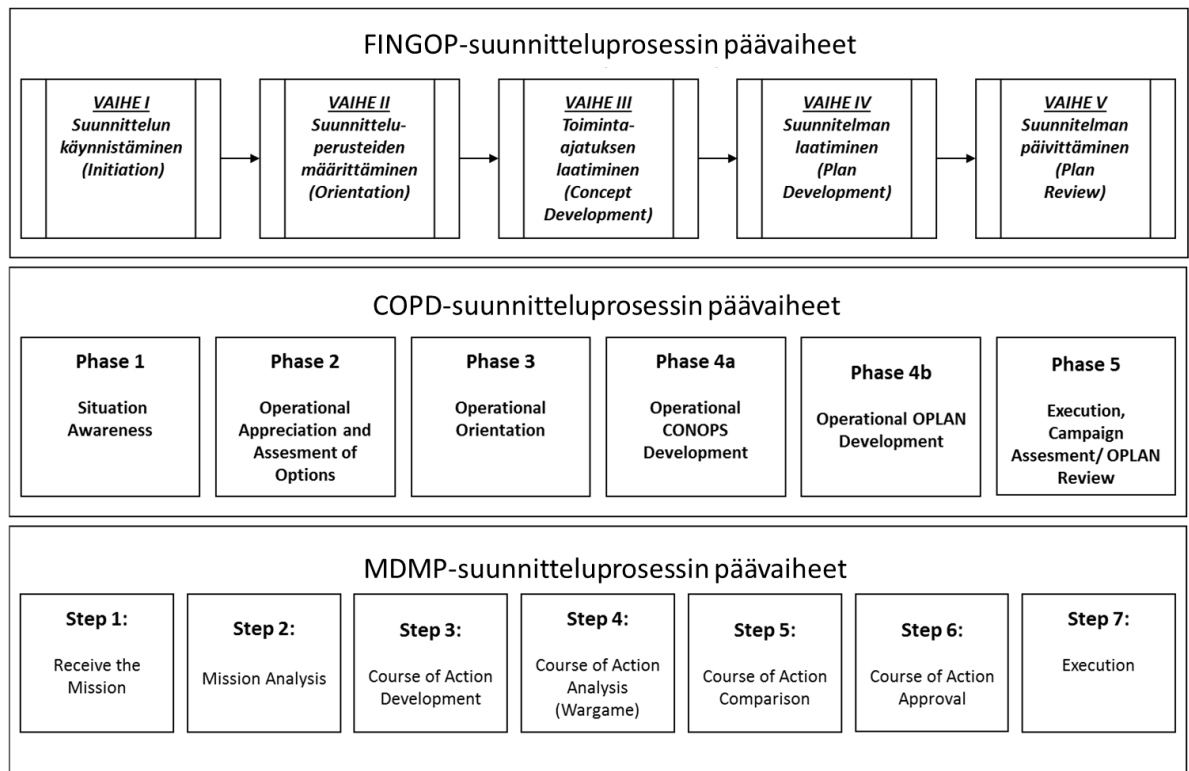 FINGOP-suunnitteluprosessin päävaiheet
VAIHE I
Suunnittelun
käynnistäminen
(Initiation)
VAIHE II
Suunnittelu-
perusteiden
määrittäminen
(Orientation)
VAIHE III
Toiminta-
ajatuksen
laatiminen
(Concept
Development)
VAIHE IV
Suunnitelman
laatiminen
(Plan
Development)
VAIHE V
Suunnitelman
päivittäminen
(Plan
Review)
COPD-suunnitteluprosessin päävaiheet
Phase 1
Situation
Awareness
Phase 2
Operational
Appreciation and
Assesment of
Options
Phase 3
Operational
Orientation
Phase 4a
Operational
CONOPS
Development
Phase 4b
Operational OPLAN
Development
Phase 5
Execution,
Campaign
Assesment/ OPLAN
Review
MDMP-suunnitteluprosessin päävaiheet
Step 1:
Receive the
Mission
Step 2:
Mission Analysis
Step 3:
Course of Action
Development
Step 4:
Course of Action
Analysis
(Wargame)
Step 5:
Course of Action
Comparison
Step 6:
Course of Action
Approval
Step 7:
Execution